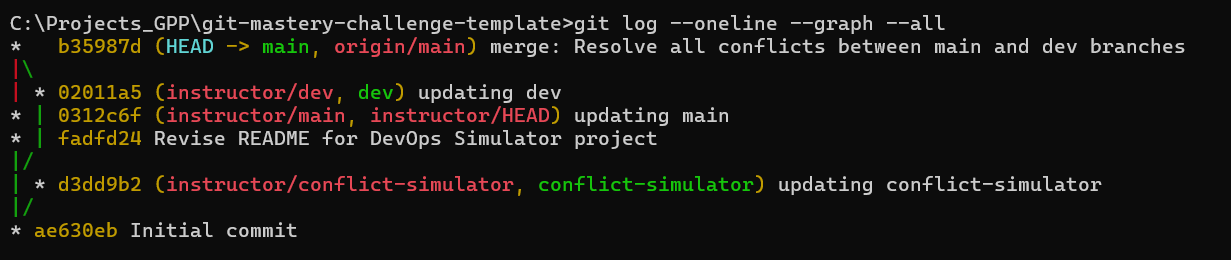 C:\Projects_GPP\git-mastery-challenge-template>git log --oneline --graph --all
*   b35987d (HEAD -> main, origin/main) merge: Resolve all conflicts between main and dev branches
|\
| * 02011a5 (instructor/dev, dev) updating dev
* | 0312c6f (instructor/main, instructor/HEAD) updating main
* | fadfd24 Revise README for DevOps Simulator project
|/
| * d3dd9b2 (instructor/conflict-simulator, conflict-simulator) updating conflict-simulator
|/
* ae630eb Initial commit